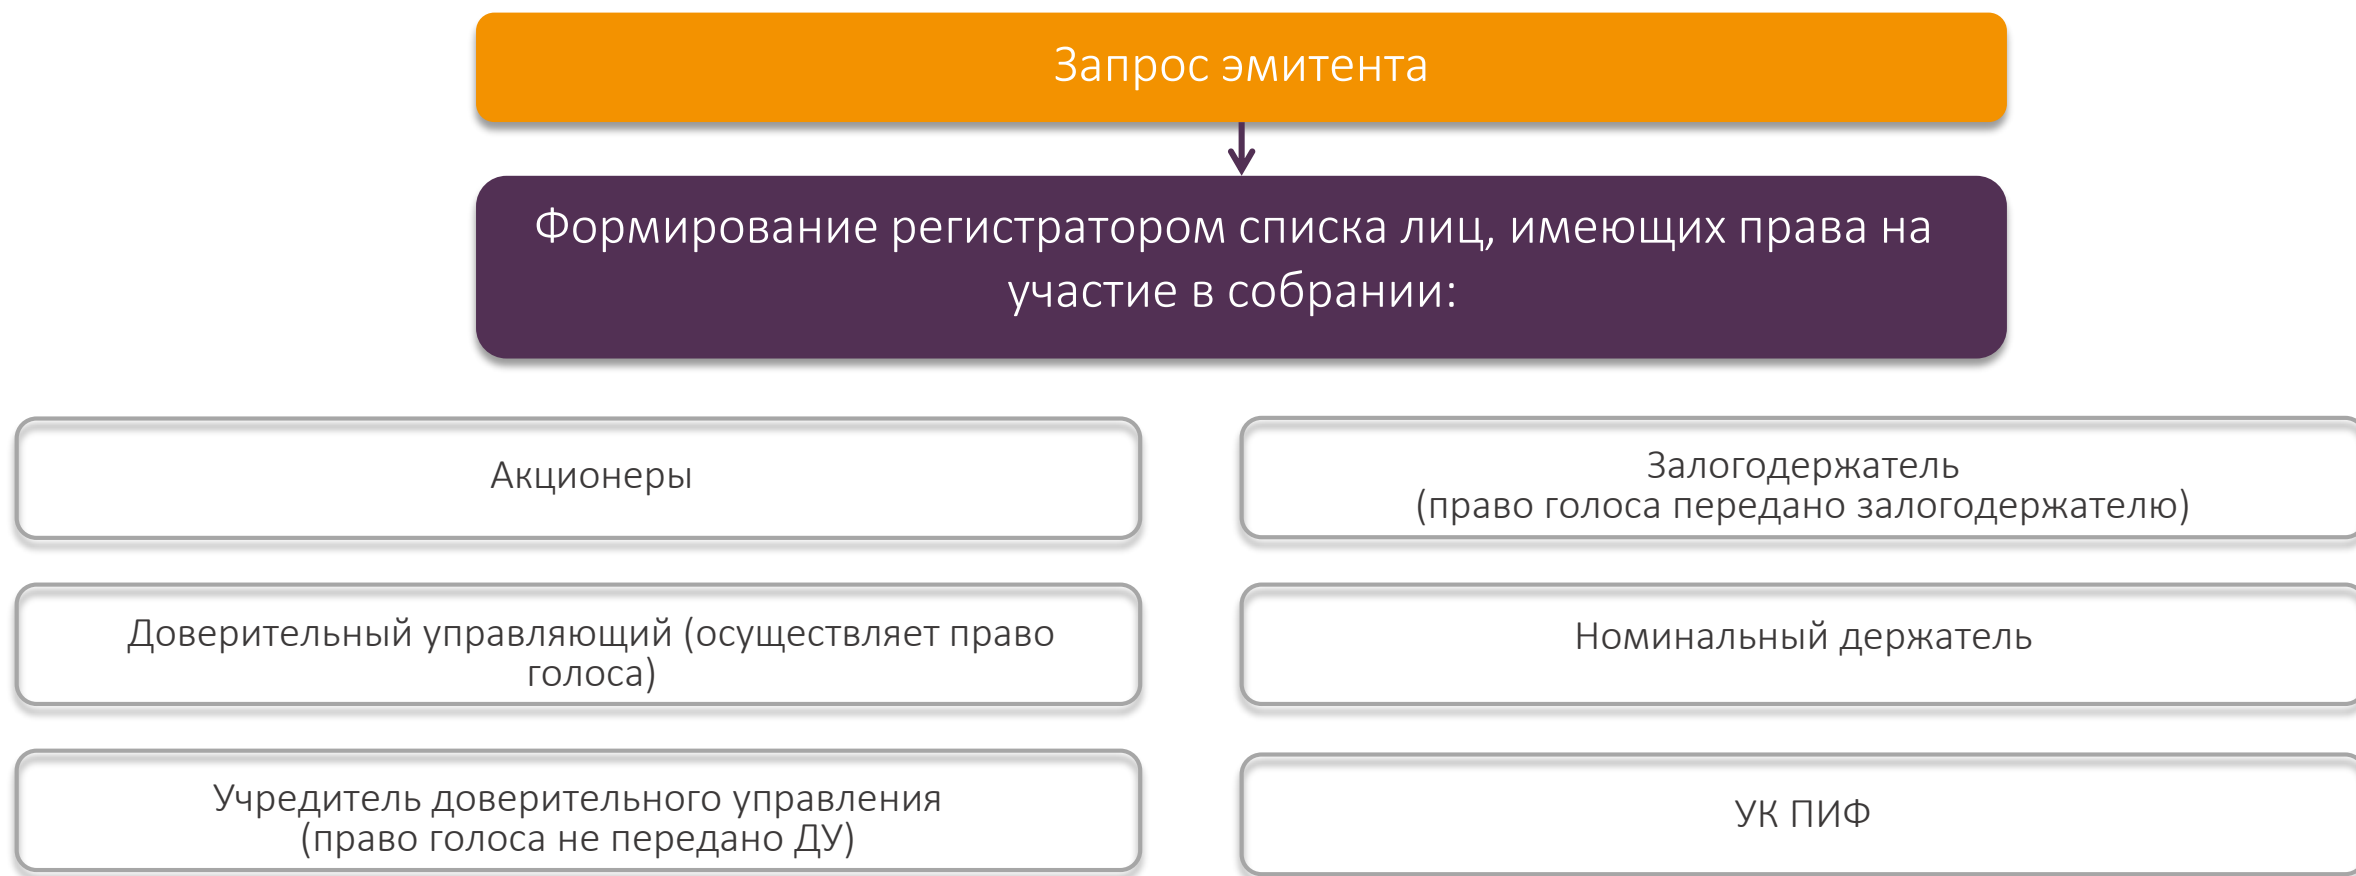 Запрос эмитента
Формирование регистратором списка лиц, имеющих права на
участие в собрании:
Акционеры
Залогодержатель
(право голоса передано залогодержателю)
Доверительный управляющий (осуществляет право
голоса)
Номинальный держатель
Учредитель доверительного управления
(право голоса не передано ДУ)
УК ПИФ